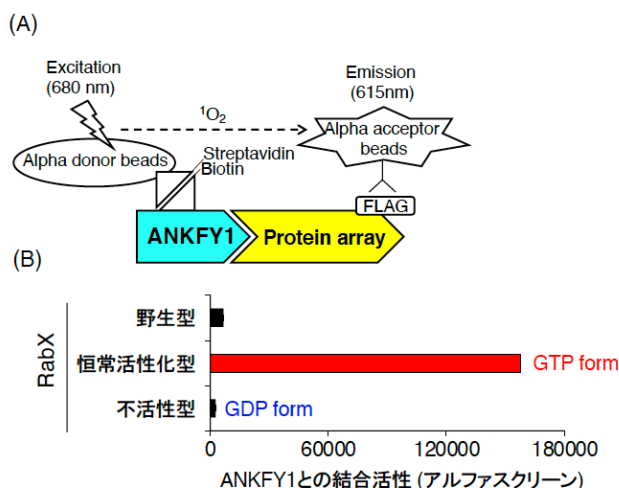 (A)
Excitation
(680 nm)
Emission
(615nm)
¹O₂
Alpha donor beads
Alpha acceptor
beads
Streptavidin
Biotin
FLAG
ANKFY1
Protein array
(B)
RabX
野生型
恒常活性化型
GTP form
不活性型
GDP form
0
60000
120000
180000
ANKFY1との結合活性 (アルファスクリーン)